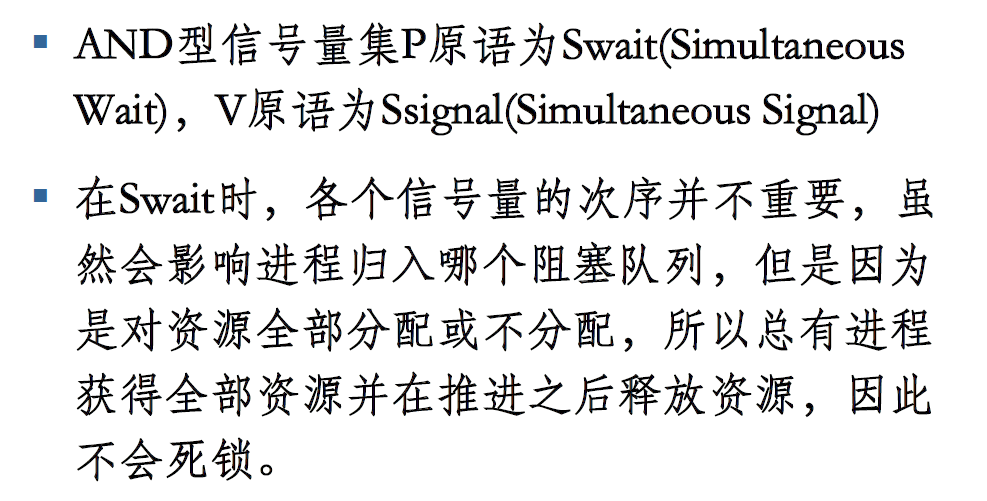 AND型信号量集P原语为Swait(Simultaneous
Wait)，V原语为Ssignal(Simultaneous Signal)
在Swait时，各个信号量的次序并不重要，虽
然会影响进程归入哪个阻塞队列，但是因为
是对资源全部分配或不分配，所以总有进程
获得全部资源并在推进之后释放资源，因此
不会死锁。